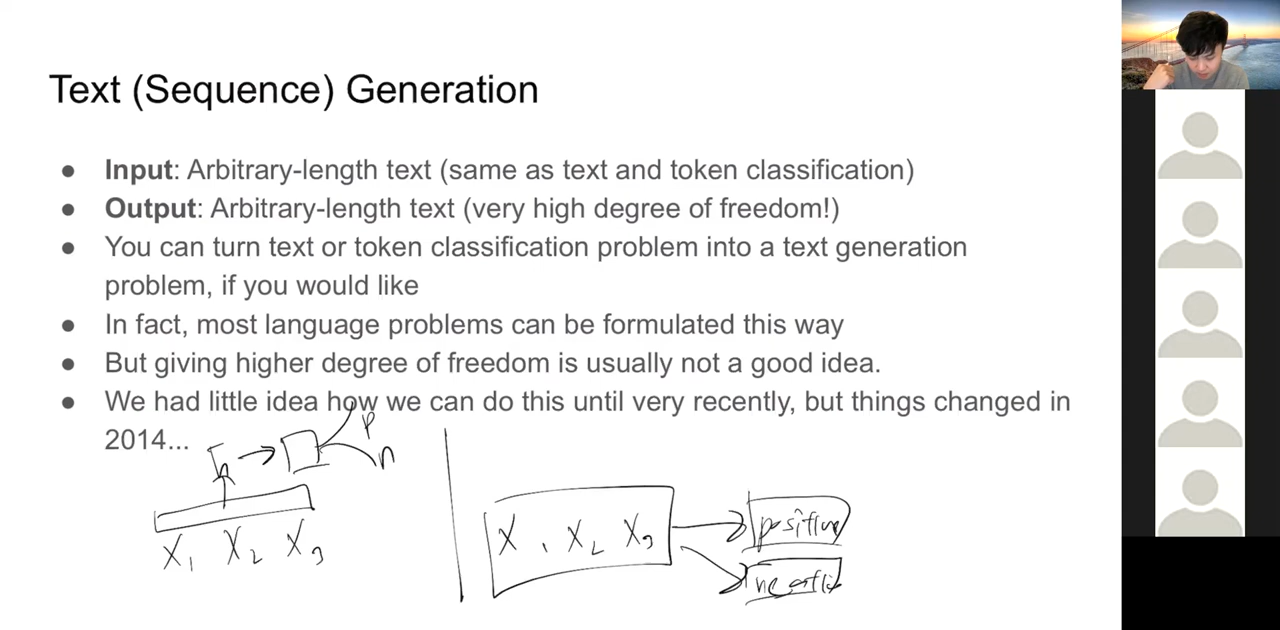 Text (Sequence) Generation
● Input: Arbitrary-length text (same as text and token classification)
● Output: Arbitrary-length text (very high degree of freedom!)
● You can turn text or token classification problem into a text generation
problem, if you would like
● In fact, most language problems can be formulated this way
● But giving higher degree of freedom is usually not a good idea.
● We had little idea how we can do this until very recently, but things changed in
2014...
p
h → n
X1 X2 X3
X1 X2 X3
positive